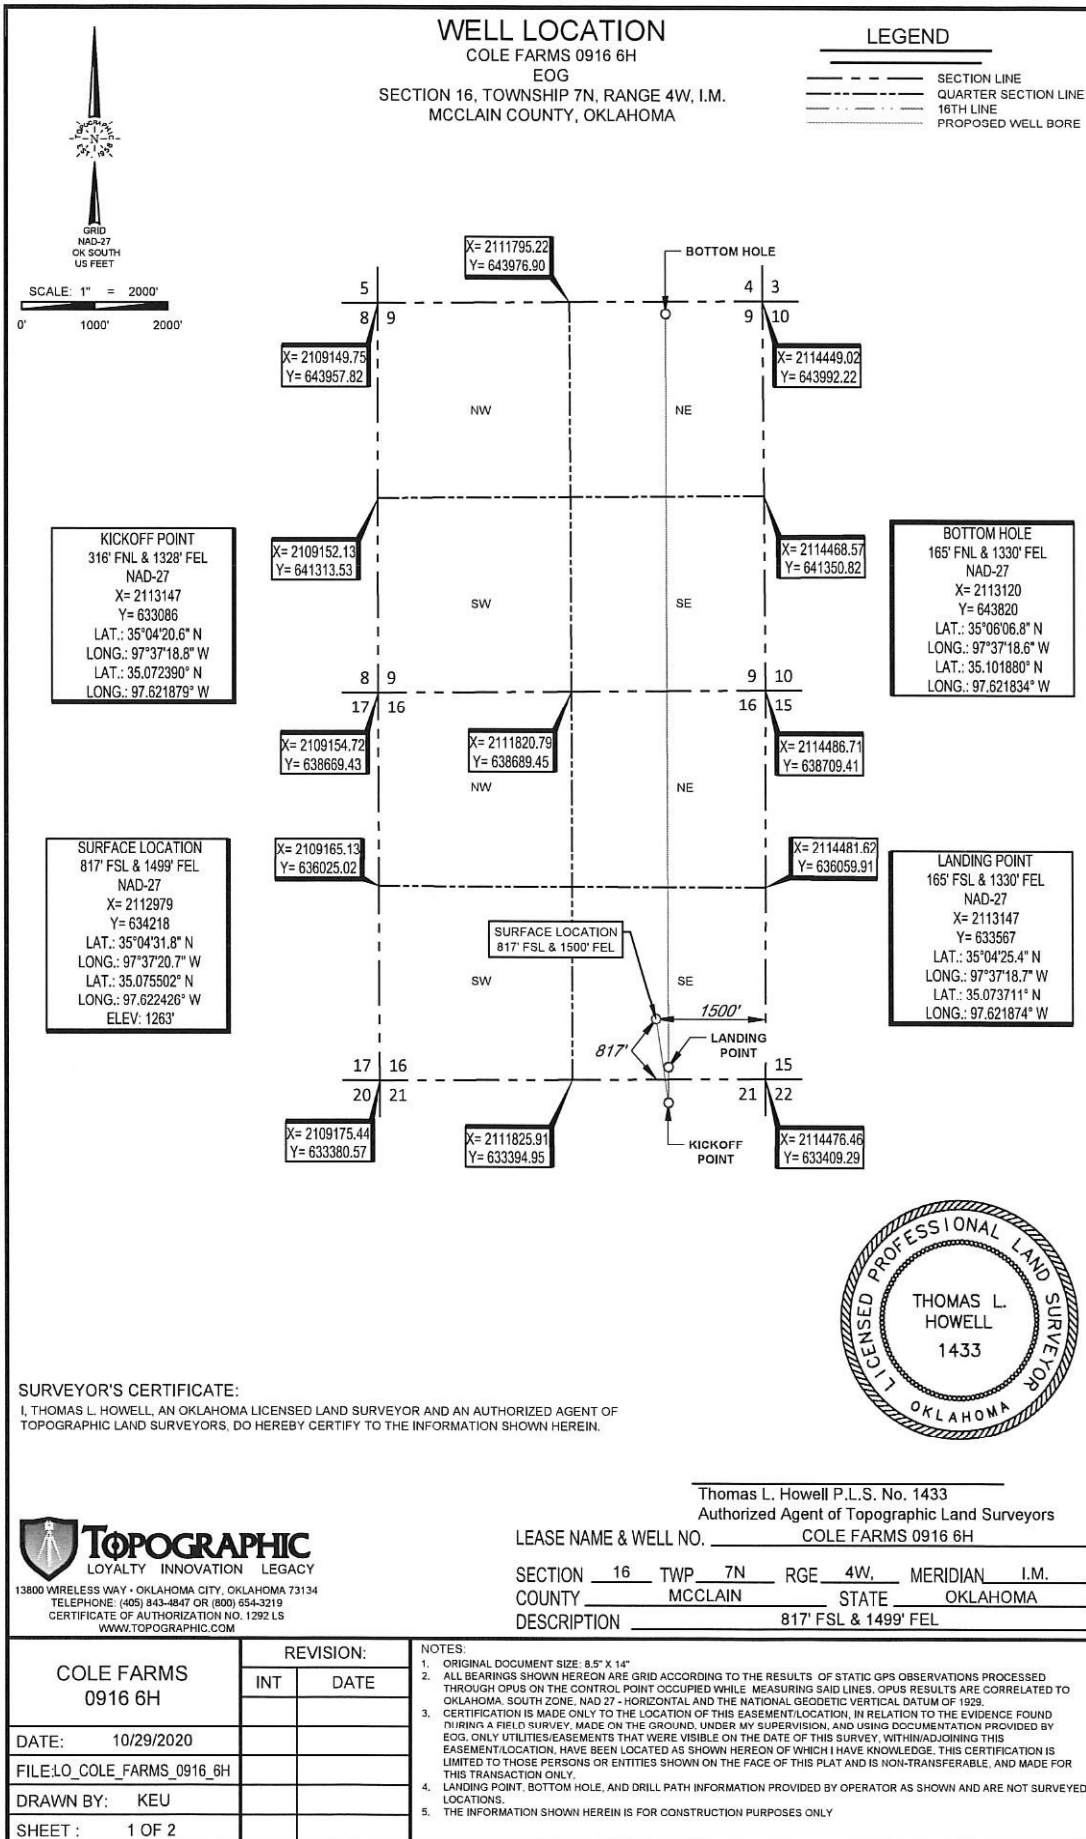 WELL LOCATION
COLE FARMS 0916 6H
EOG
SECTION 16, TOWNSHIP 7N, RANGE 4W, I.M.
MCCLAIN COUNTY, OKLAHOMA
LEGEND
SECTION LINE
QUARTER SECTION LINE
16TH LINE
PROPOSED WELL BORE
TOPOGRAPHIC
N
EST. 1958
GRID
NAD-27
OK SOUTH
US FEET
SCALE: 1" = 2000'
0' 1000' 2000'
X= 2111795.22
Y= 643976.90
BOTTOM HOLE
5
8 9
4 3
9 10
X= 2109149.75
Y= 643957.82
X= 2114449.02
Y= 643992.22
NW
NE
KICKOFF POINT
316' FNL & 1328' FEL
NAD-27
X= 2113147
Y= 633086
LAT.: 35°04'20.6" N
LONG.: 97°37'18.8" W
LAT.: 35.072390° N
LONG.: 97.621879° W
X= 2109152.13
Y= 641313.53
X= 2114468.57
Y= 641350.82
BOTTOM HOLE
165' FNL & 1330' FEL
NAD-27
X= 2113120
Y= 643820
LAT.: 35°06'06.8" N
LONG.: 97°37'18.6" W
LAT.: 35.101880° N
LONG.: 97.621834° W
SW
SE
8 9
17 16
9 10
16 15
X= 2109154.72
Y= 638669.43
X= 2111820.79
Y= 638689.45
X= 2114486.71
Y= 638709.41
NW
NE
SURFACE LOCATION
817' FSL & 1499' FEL
NAD-27
X= 2112979
Y= 634218
LAT.: 35°04'31.8" N
LONG.: 97°37'20.7" W
LAT.: 35.075502° N
LONG.: 97.622426° W
ELEV: 1263'
X= 2109165.13
Y= 636025.02
X= 2114481.62
Y= 636059.91
LANDING POINT
165' FSL & 1330' FEL
NAD-27
X= 2113147
Y= 633567
LAT.: 35°04'25.4" N
LONG.: 97°37'18.7" W
LAT.: 35.073711° N
LONG.: 97.621874° W
SURFACE LOCATION
817' FSL & 1500' FEL
SW
SE
1500'
817'
LANDING
POINT
17 16
20 21
15
21 22
X= 2109175.44
Y= 633380.57
X= 2111825.91
Y= 633394.95
KICKOFF
POINT
X= 2114476.46
Y= 633409.29
LICENSED PROFESSIONAL LAND SURVEYOR
THOMAS L.
HOWELL
1433
OKLAHOMA
SURVEYOR'S CERTIFICATE:
I, THOMAS L. HOWELL, AN OKLAHOMA LICENSED LAND SURVEYOR AND AN AUTHORIZED AGENT OF
TOPOGRAPHIC LAND SURVEYORS, DO HEREBY CERTIFY TO THE INFORMATION SHOWN HEREIN.
Thomas L. Howell P.L.S. No. 1433
Authorized Agent of Topographic Land Surveyors
TOPOGRAPHIC
LOYALTY INNOVATION LEGACY
13800 WIRELESS WAY • OKLAHOMA CITY, OKLAHOMA 73134
TELEPHONE: (405) 843-4847 OR (800) 654-3219
CERTIFICATE OF AUTHORIZATION NO. 1292 LS
WWW.TOPOGRAPHIC.COM
LEASE NAME & WELL NO. COLE FARMS 0916 6H
SECTION 16 TWP 7N RGE 4W, MERIDIAN I.M.
COUNTY MCCLAIN STATE OKLAHOMA
DESCRIPTION 817' FSL & 1499' FEL
COLE FARMS
0916 6H
REVISION:
INT DATE
DATE: 10/29/2020
FILE:LO_COLE_FARMS_0916_6H
DRAWN BY: KEU
SHEET : 1 OF 2
NOTES:
1. ORIGINAL DOCUMENT SIZE: 8.5" X 14"
2. ALL BEARINGS SHOWN HEREON ARE GRID ACCORDING TO THE RESULTS OF STATIC GPS OBSERVATIONS PROCESSED
THROUGH OPUS ON THE CONTROL POINT OCCUPIED WHILE MEASURING SAID LINES. OPUS RESULTS ARE CORRELATED TO
OKLAHOMA, SOUTH ZONE, NAD 27 - HORIZONTAL AND THE NATIONAL GEODETIC VERTICAL DATUM OF 1929.
3. CERTIFICATION IS MADE ONLY TO THE LOCATION OF THIS EASEMENT/LOCATION, IN RELATION TO THE EVIDENCE FOUND
DURING A FIELD SURVEY, MADE ON THE GROUND, UNDER MY SUPERVISION, AND USING DOCUMENTATION PROVIDED BY
EOG. ONLY UTILITIES/EASEMENTS THAT WERE VISIBLE ON THE DATE OF THIS SURVEY, WITHIN/ADJOINING THIS
EASEMENT/LOCATION, HAVE BEEN LOCATED AS SHOWN HEREON OF WHICH I HAVE KNOWLEDGE. THIS CERTIFICATION IS
LIMITED TO THOSE PERSONS OR ENTITIES SHOWN ON THE FACE OF THIS PLAT AND IS NON-TRANSFERABLE, AND MADE FOR
THIS TRANSACTION ONLY.
4. LANDING POINT, BOTTOM HOLE, AND DRILL PATH INFORMATION PROVIDED BY OPERATOR AS SHOWN AND ARE NOT SURVEYED
LOCATIONS.
5. THE INFORMATION SHOWN HEREIN IS FOR CONSTRUCTION PURPOSES ONLY